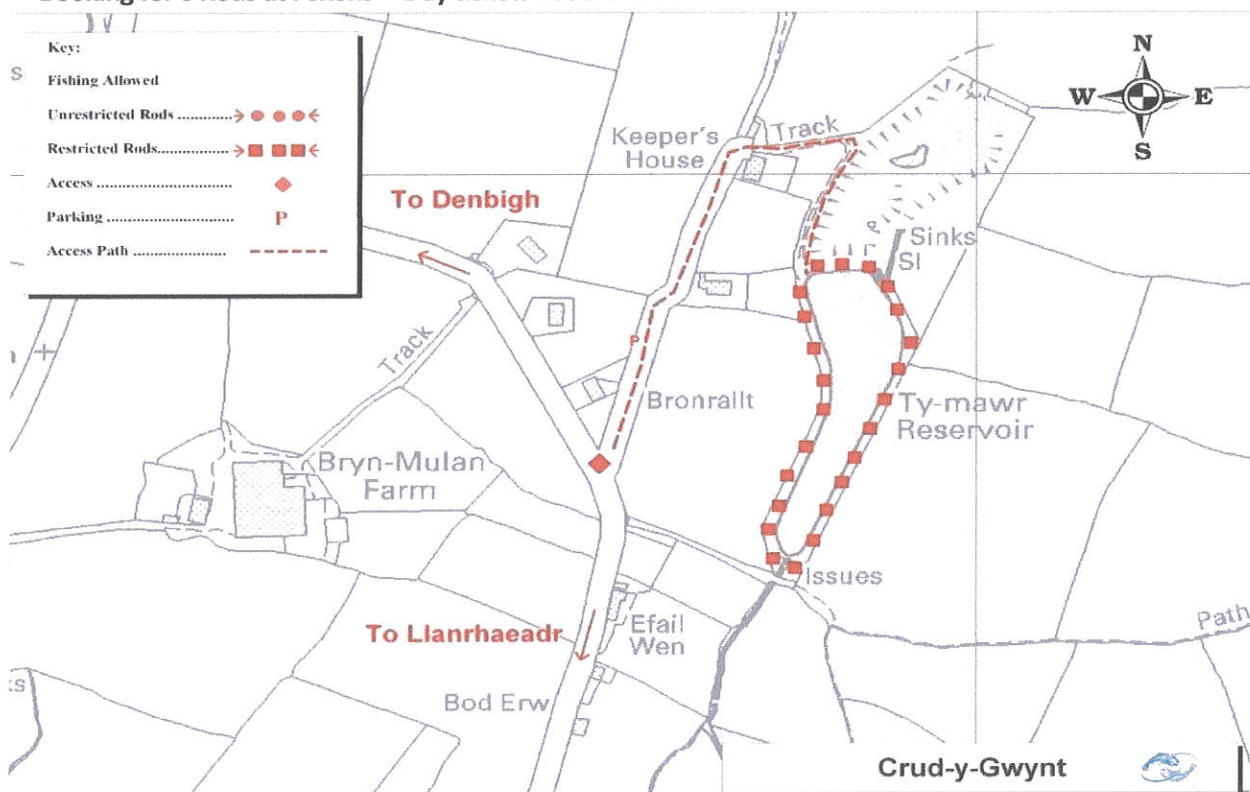 Key:
Fishing Allowed
Unrestricted Rods
Restricted Rods
Access
Parking P
Access Path
N
W E
S
Keeper's
House
Track
To Denbigh
Sinks
Sl
Track
P
Bronrallt
Ty-mawr
Reservoir
Bryn-Mulan
Farm
Issues
To Llanrhaeadr
Efail
Wen
Path
Bod Erw
Crud-y-Gwynt